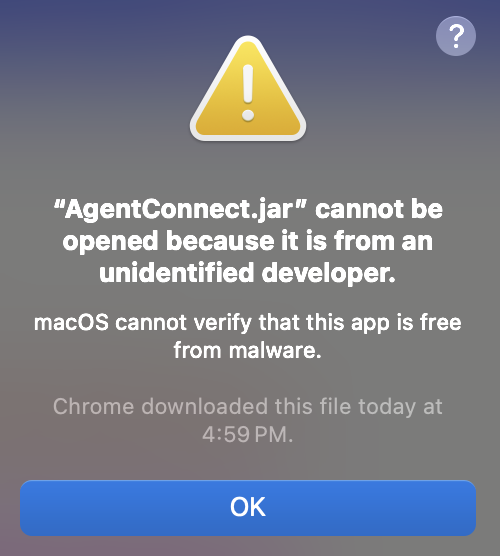 ?
“AgentConnect.jar” cannot be
opened because it is from an
unidentified developer.
macOS cannot verify that this app is free
from malware.
Chrome downloaded this file today at
4:59 PM.
OK